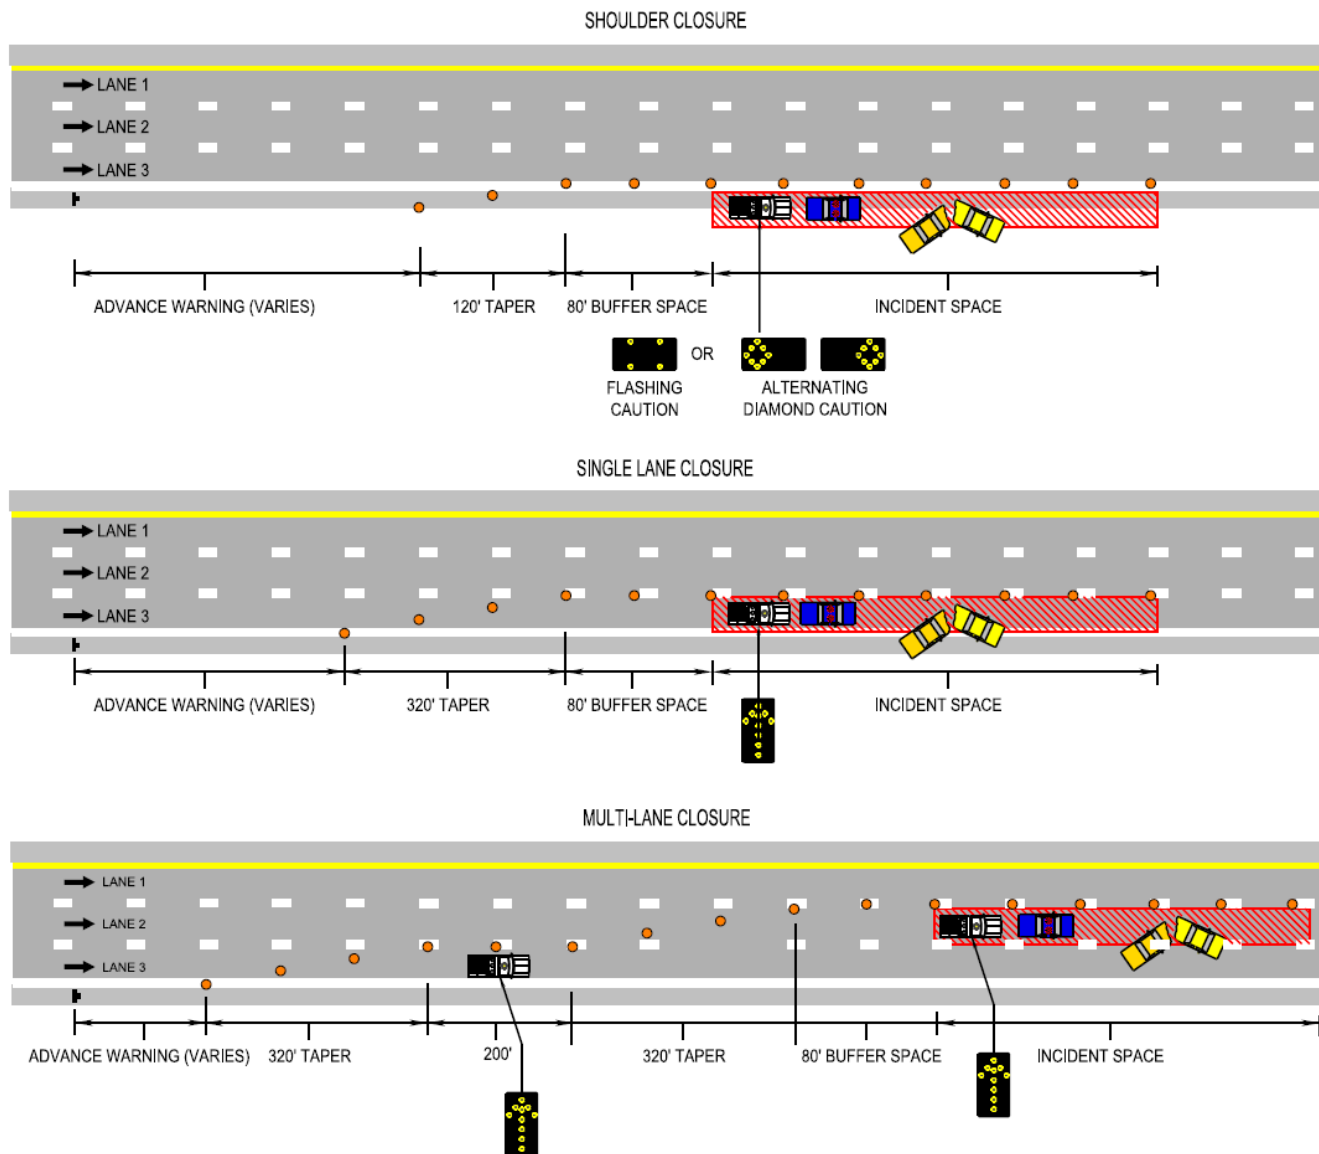 SHOULDER CLOSURE
LANE 1
LANE 2
LANE 3
ADVANCE WARNING (VARIES)
120' TAPER
80' BUFFER SPACE
INCIDENT SPACE
OR
FLASHING
CAUTION
ALTERNATING
DIAMOND CAUTION
SINGLE LANE CLOSURE
LANE 1
LANE 2
LANE 3
ADVANCE WARNING (VARIES)
320' TAPER
80' BUFFER SPACE
INCIDENT SPACE
MULTI-LANE CLOSURE
LANE 1
LANE 2
LANE 3
ADVANCE WARNING (VARIES)
320' TAPER
200'
320' TAPER
80' BUFFER SPACE
INCIDENT SPACE